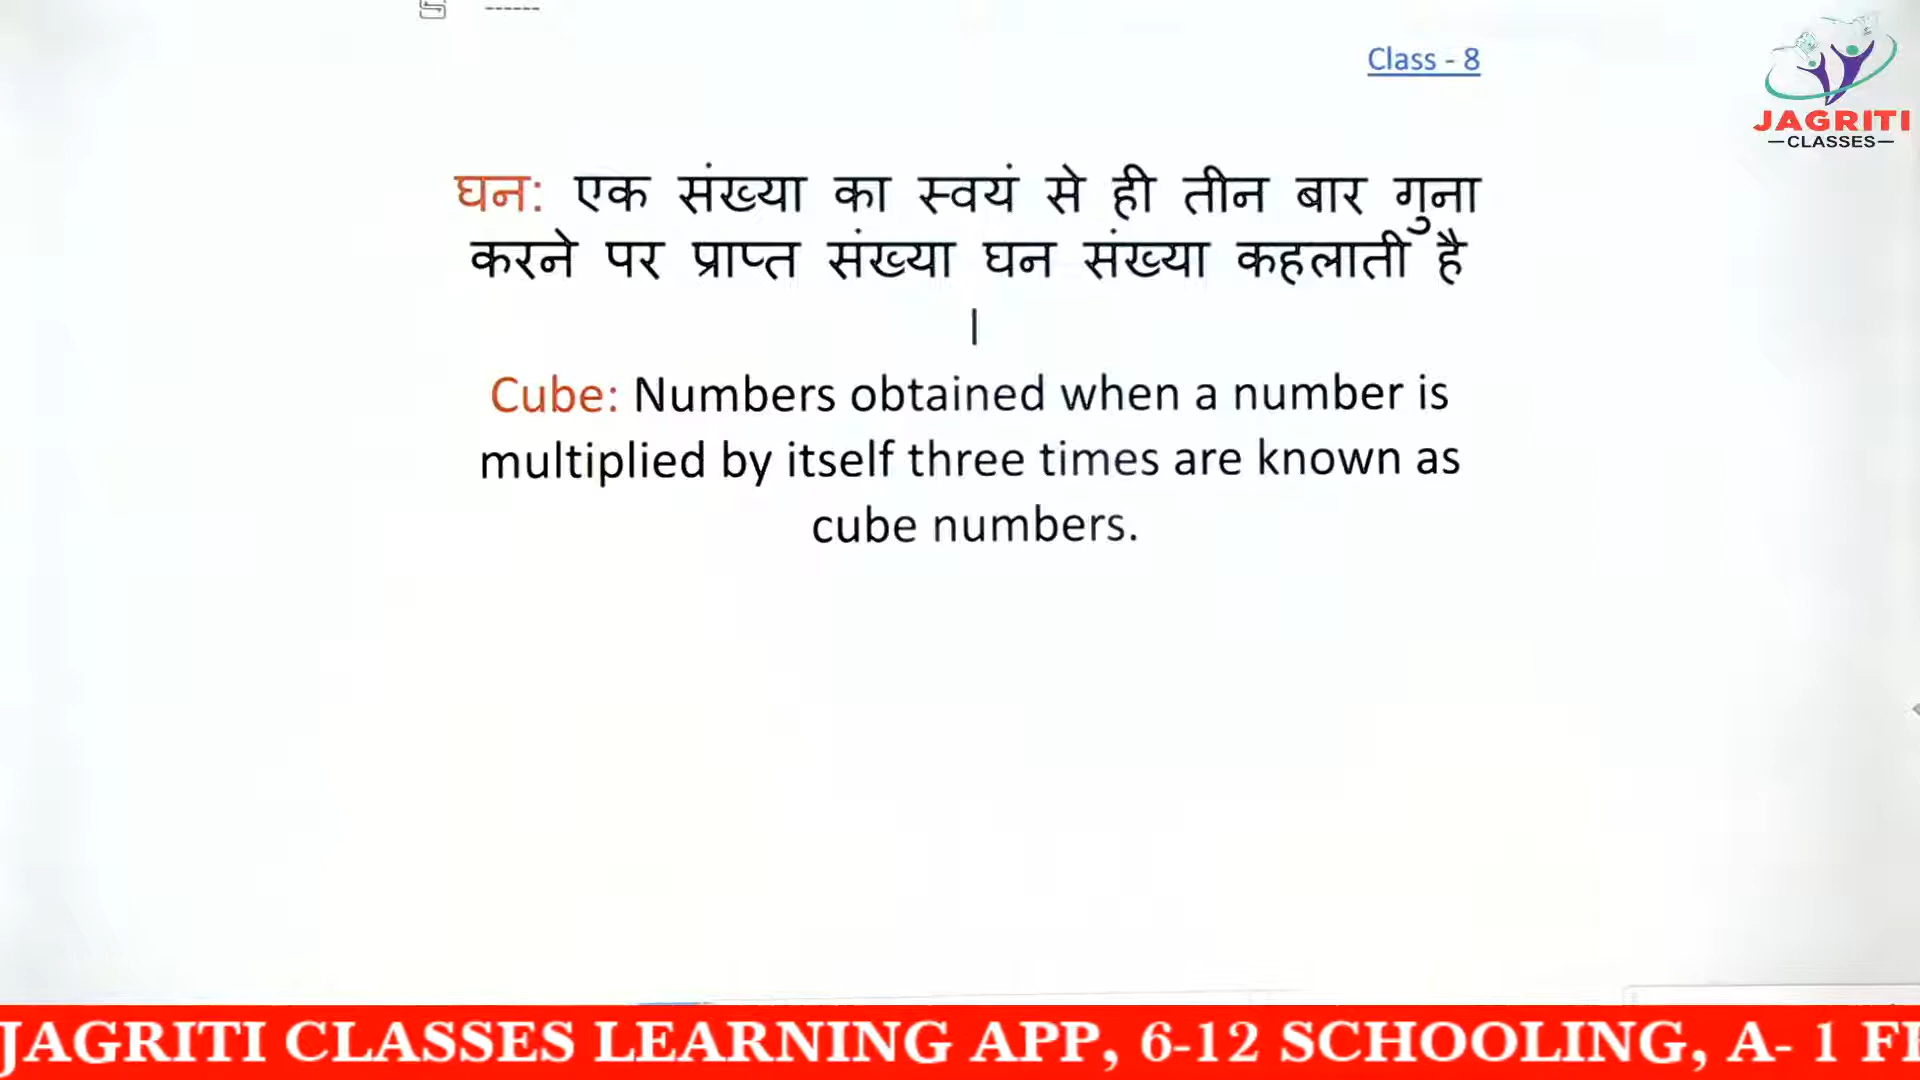 Class - 8
JAGRITI
CLASSES
घन: एक संख्या का स्वयं से ही तीन बार गुना
करने पर प्राप्त संख्या घन संख्या कहलाती है
।
Cube: Numbers obtained when a number is
multiplied by itself three times are known as
cube numbers.
JAGRITI CLASSES LEARNING APP, 6-12 SCHOOLING, A- 1